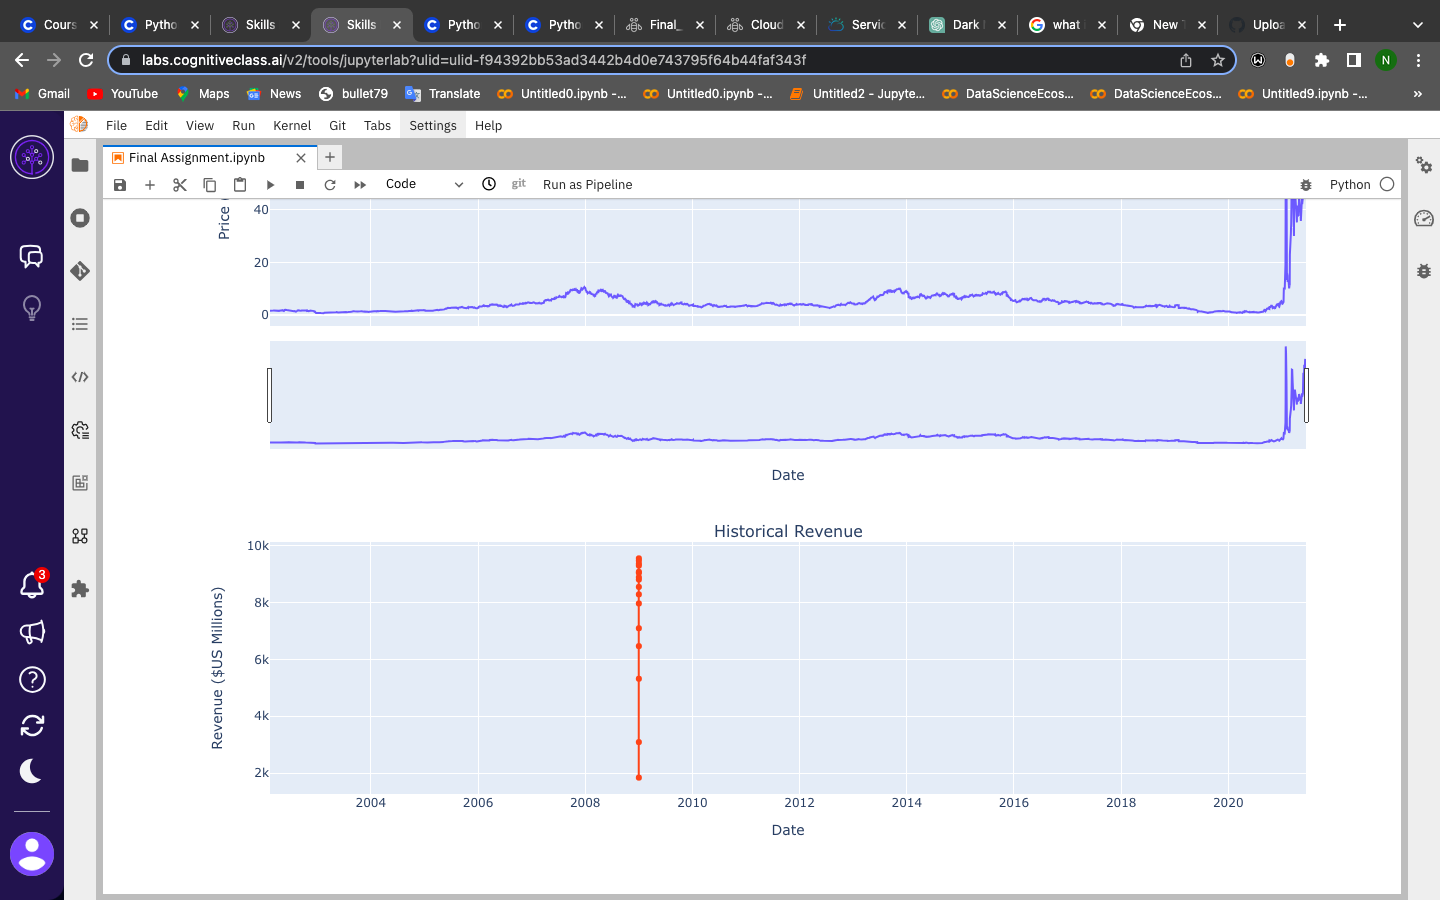 Cours
Pytho
Skills
Skills
Pytho
Pytho
Final_
Cloud
Servic
Dark
what
New
Uploa
labs.cognitiveclass.ai/v2/tools/jupyterlab?ulid=ulid-f94392bb53ad3442b4d0e743795f64b44faf343f
N
Gmail
YouTube
Maps
News
bullet79
Translate
Untitled0.ipynb -...
Untitled0.ipynb -...
Untitled2 - Jupyte...
DataScienceEcos...
DataScienceEcos...
Untitled9.ipynb -...
»
File Edit View Run Kernel Git Tabs Settings Help
Final Assignment.ipynb
Code
git
Run as Pipeline
Python
Price
40
20
0
2004 2006 2008 2010 2012 2014 2016 2018 2020
Date
Historical Revenue
Revenue ($US Millions)
10k
8k
6k
4k
2k
Date
3